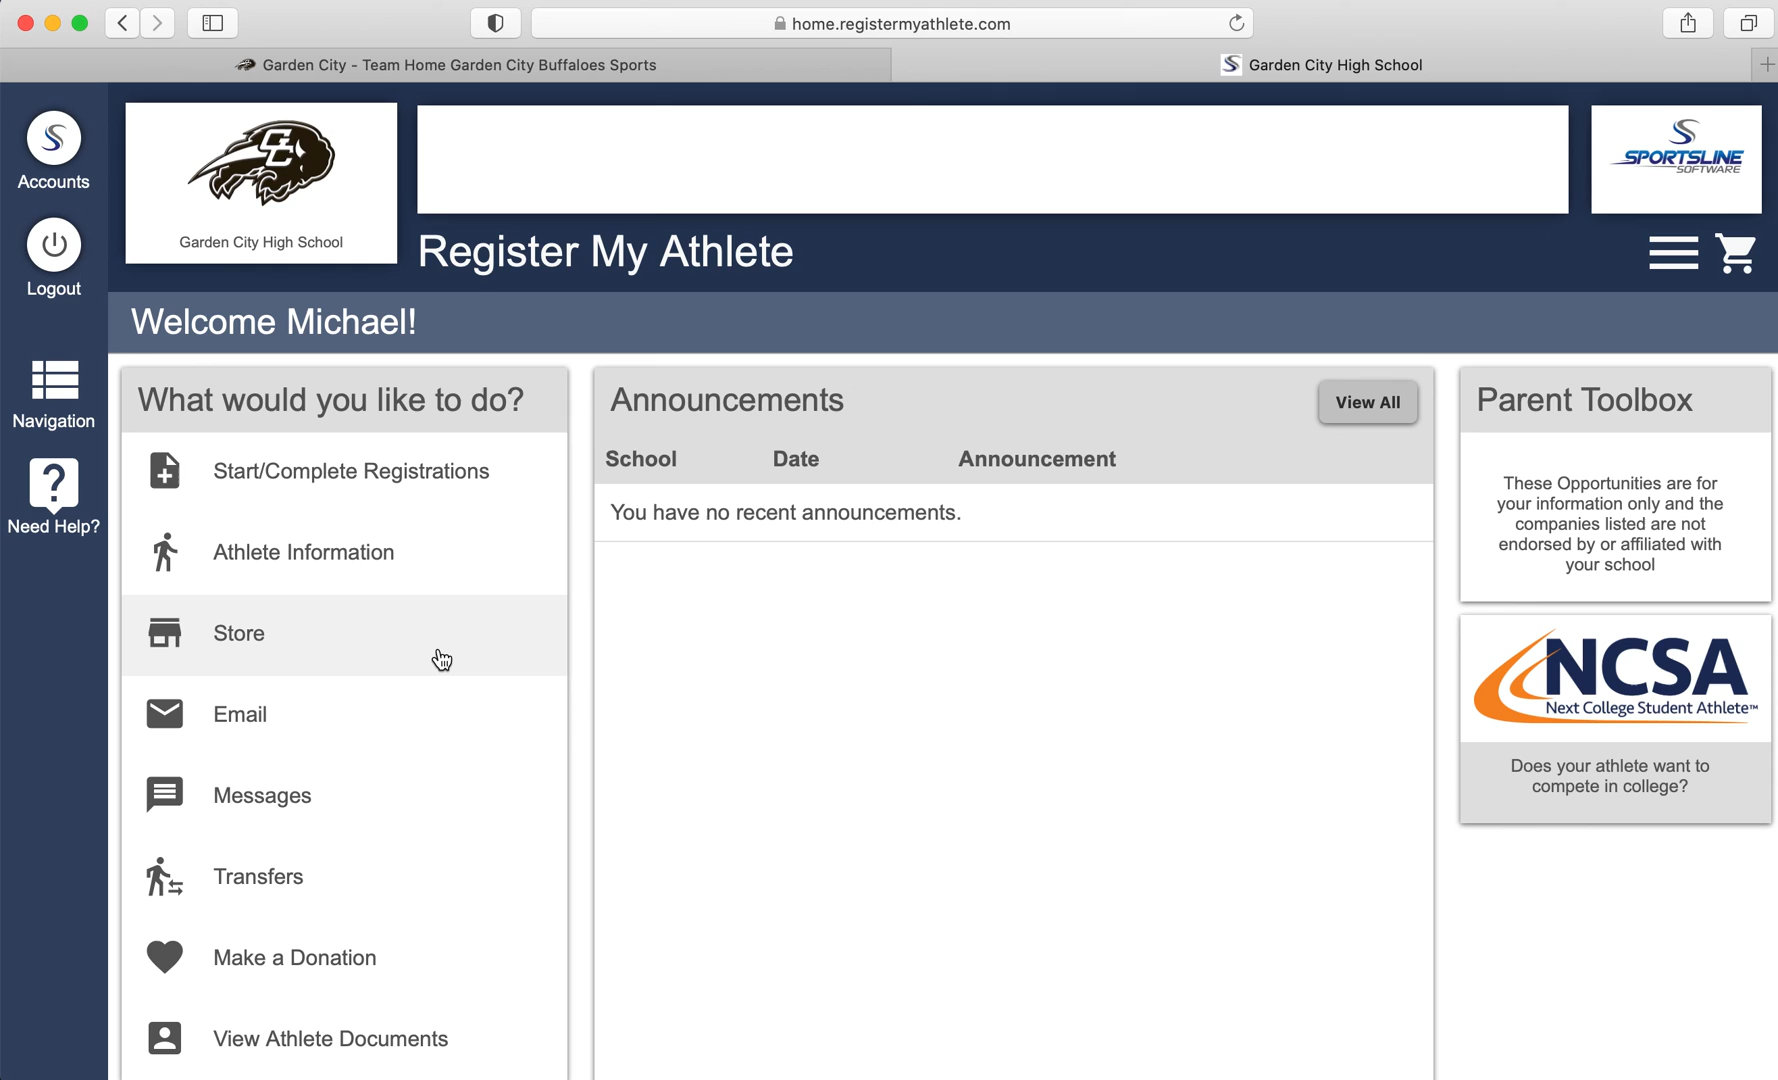 home.registermyathlete.com
Garden City - Team Home Garden City Buffaloes Sports
Garden City High School
Accounts
Logout
Navigation
Need Help?
GC
Garden City High School
SPORTSLINE
SOFTWARE
Register My Athlete
Welcome Michael!
What would you like to do?
Start/Complete Registrations
Athlete Information
Store
Email
Messages
Transfers
Make a Donation
View Athlete Documents
Announcements
View All
School Date Announcement
You have no recent announcements.
Parent Toolbox
These Opportunities are for
your information only and the
companies listed are not
endorsed by or affiliated with
your school
NCSA
Next College Student Athlete™
Does your athlete want to
compete in college?